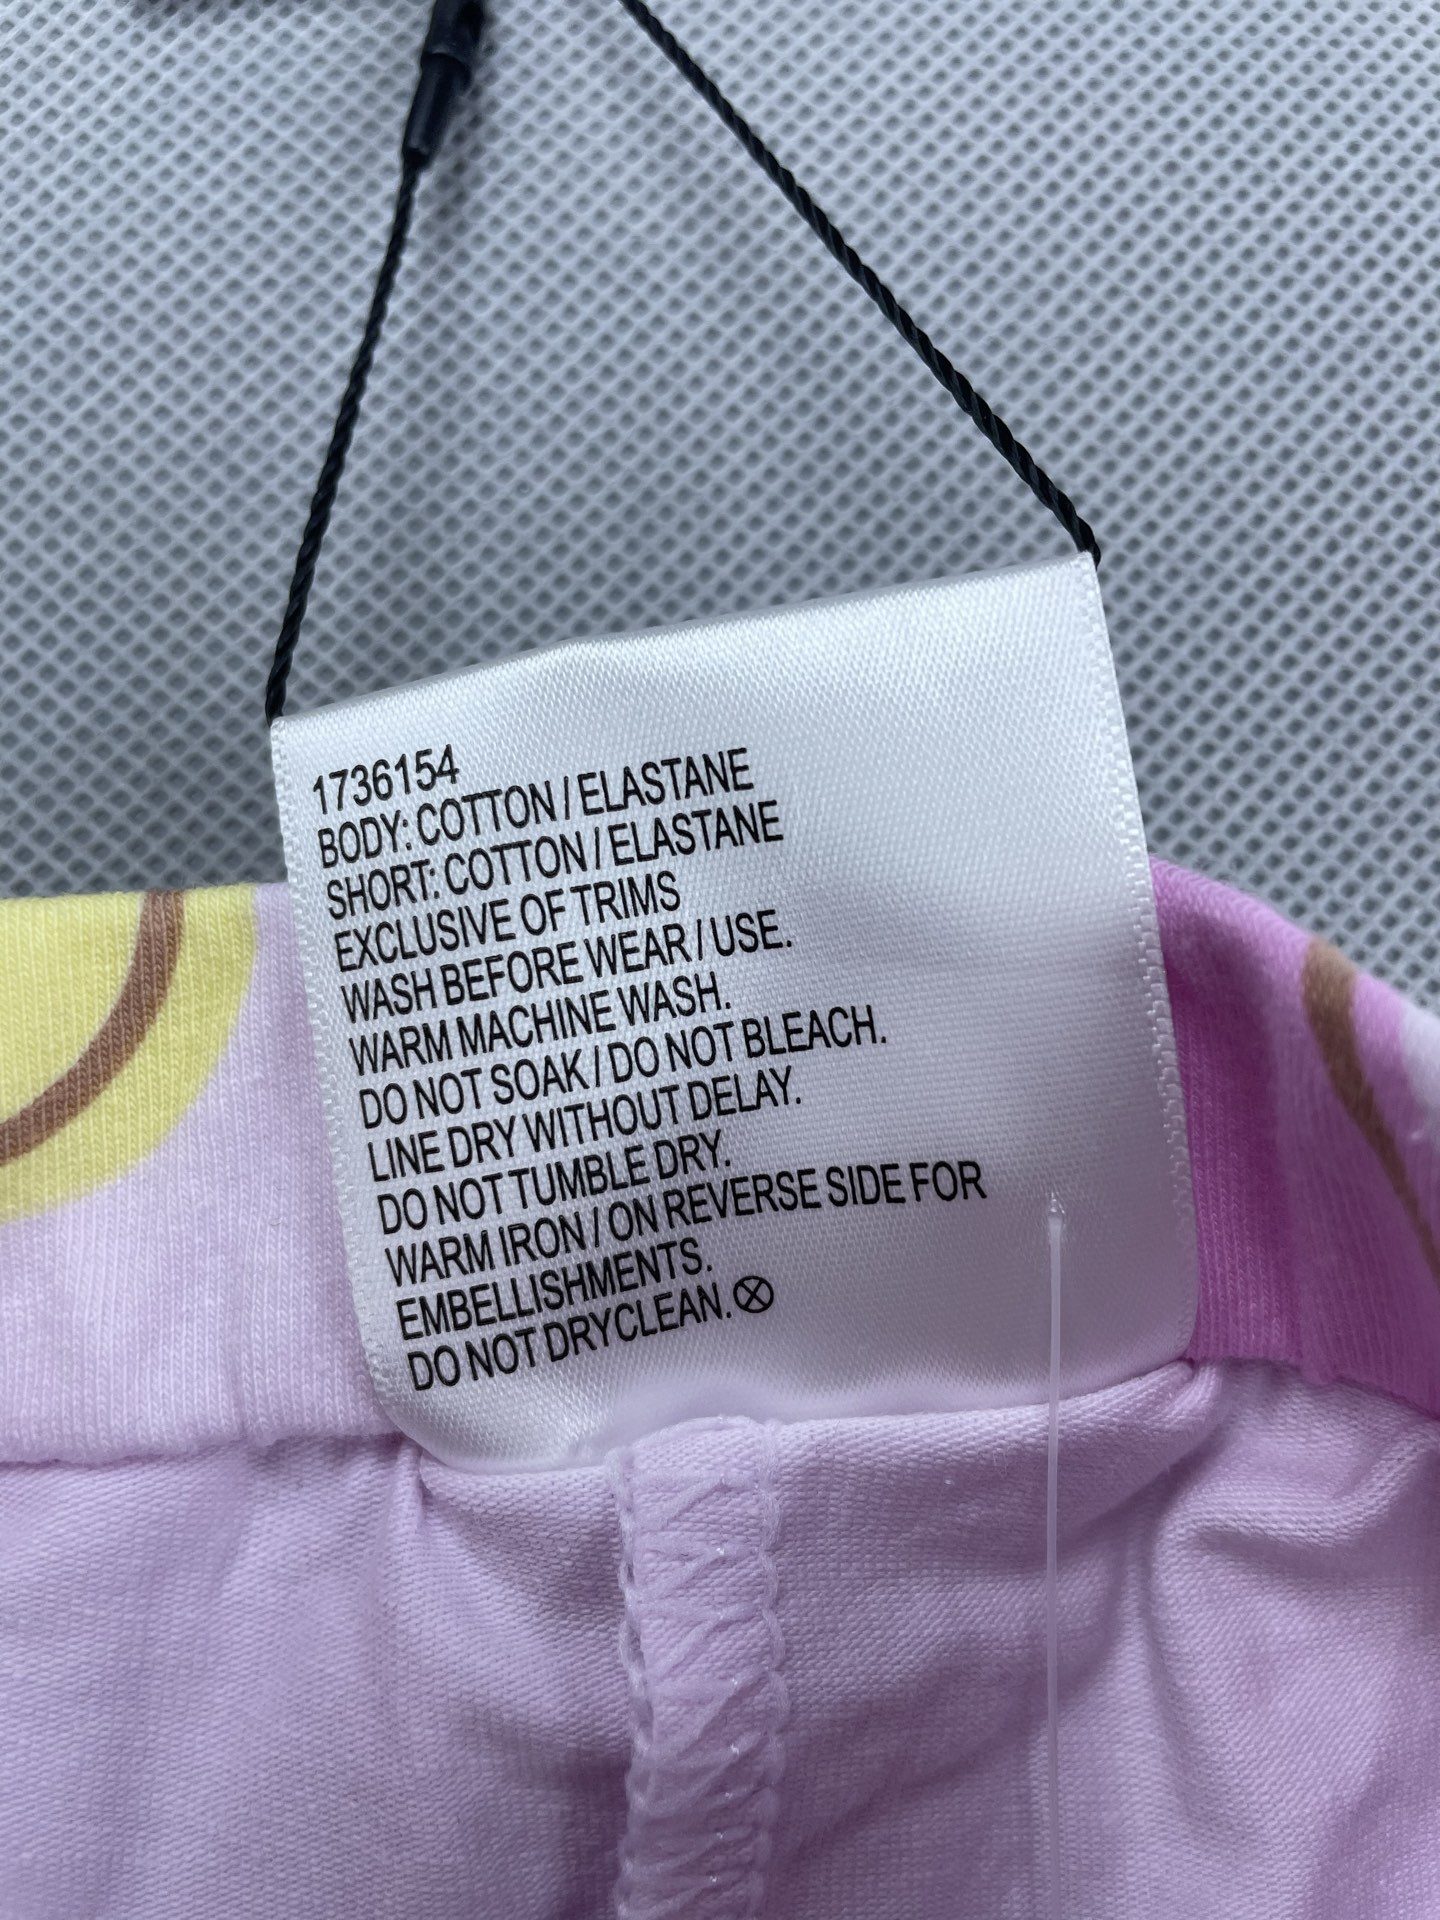 1736154
BODY: COTTON / ELASTANE
SHORT: COTTON / ELASTANE
EXCLUSIVE OF TRIMS
WASH BEFORE WEAR / USE.
WARM MACHINE WASH.
DO NOT SOAK / DO NOT BLEACH.
LINE DRY WITHOUT DELAY.
DO NOT TUMBLE DRY.
WARM IRON / ON REVERSE SIDE FOR
EMBELLISHMENTS.
DO NOT DRYCLEAN.